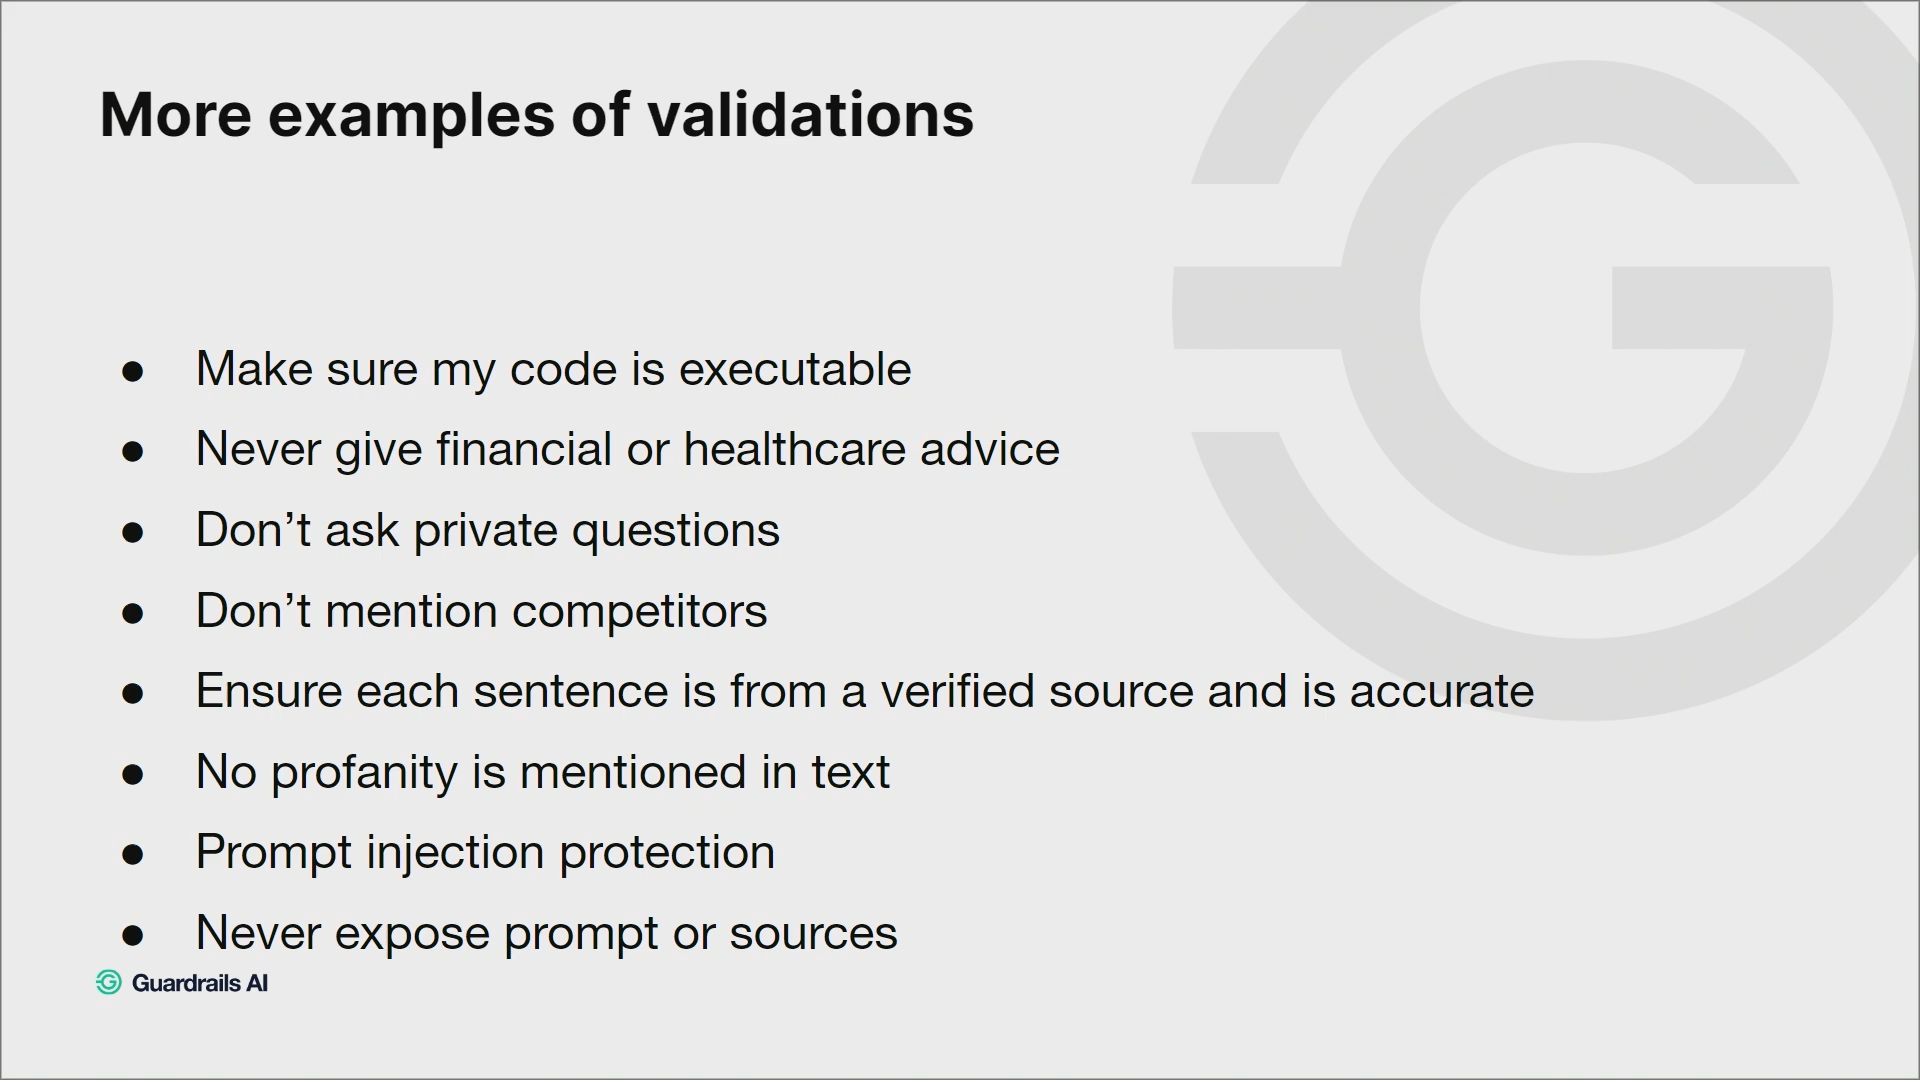 More examples of validations
● Make sure my code is executable
● Never give financial or healthcare advice
● Don’t ask private questions
● Don’t mention competitors
● Ensure each sentence is from a verified source and is accurate
● No profanity is mentioned in text
● Prompt injection protection
● Never expose prompt or sources
Guardrails AI